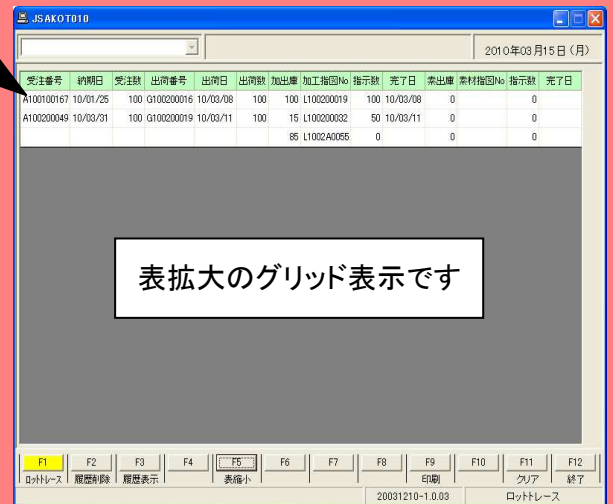 JSAKOT010
2010年03月15日（月）
受注番号 納期日 受注数 出荷番号 出荷日 出荷数 加出庫 加工指図No 指示数 完了日 素出庫 素材指図No 指示数 完了日
A100100167 10/01/25 100 G100200016 10/03/08 100 100 L100200019 100 10/03/08 0 0
A100200049 10/03/31 100 G100200019 10/03/11 100 15 L100200032 50 10/03/11 0 0
85 L1002A0055 0 0 0
表拡大のグリッド表示です
F1 F2 F3 F4 F5 F6 F7 F8 F9 F10 F11 F12
ロットトレース 履歴削除 履歴表示 表縮小 印刷 クリア 終了
20031210-1.0.03 ロットトレース